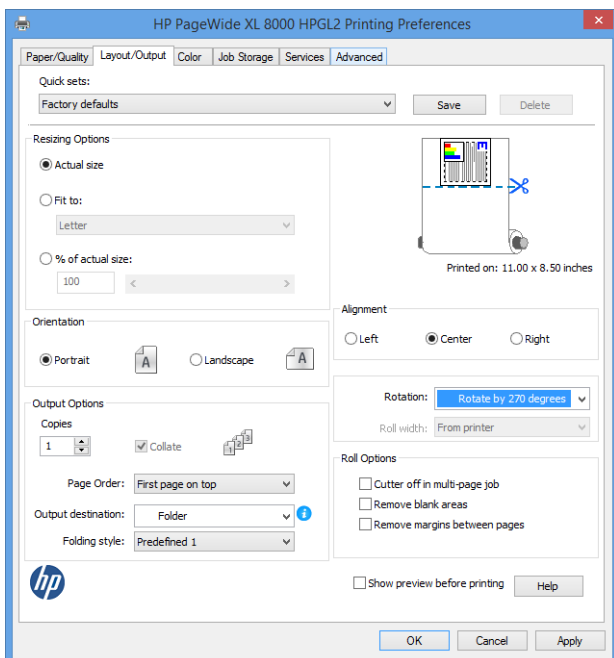 HP PageWide XL 8000 HPGL2 Printing Preferences
Paper/Quality Layout/Output Color Job Storage Services Advanced
Quick sets:
Factory defaults Save Delete
Resizing Options
Actual size
Fit to:
Letter
% of actual size:
100
E
Printed on: 11.00 x 8.50 inches
Orientation
Portrait A Landscape A
Alignment
Left Center Right
Rotation: Rotate by 270 degrees
Roll width: From printer
Output Options
Copies
1 Collate 1 2 3
Page Order: First page on top
Output destination: Folder i
Folding style: Predefined 1
Roll Options
Cutter off in multi-page job
Remove blank areas
Remove margins between pages
hp
Show preview before printing Help
OK Cancel Apply